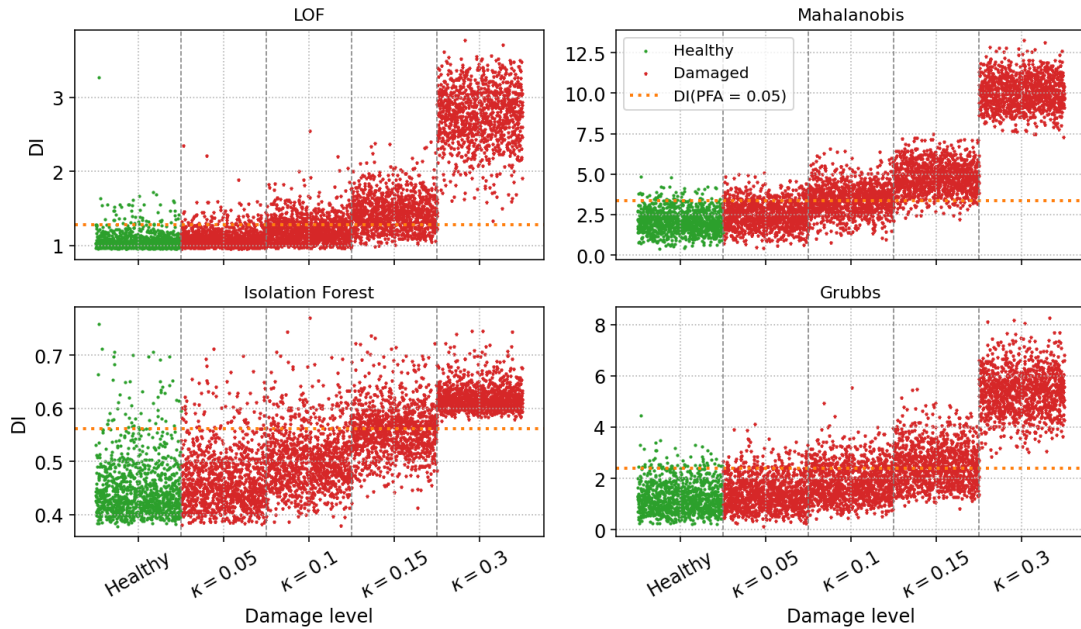 LOF
Mahalanobis
DI
3
2
1
12.5
10.0
7.5
5.0
2.5
0.0
Healthy
Damaged
DI(PFA = 0.05)
Isolation Forest
Grubbs
DI
0.7
0.6
0.5
0.4
8
6
4
2
0
Healthy
κ = 0.05
κ = 0.1
κ = 0.15
κ = 0.3
Healthy
κ = 0.05
κ = 0.1
κ = 0.15
κ = 0.3
Damage level
Damage level